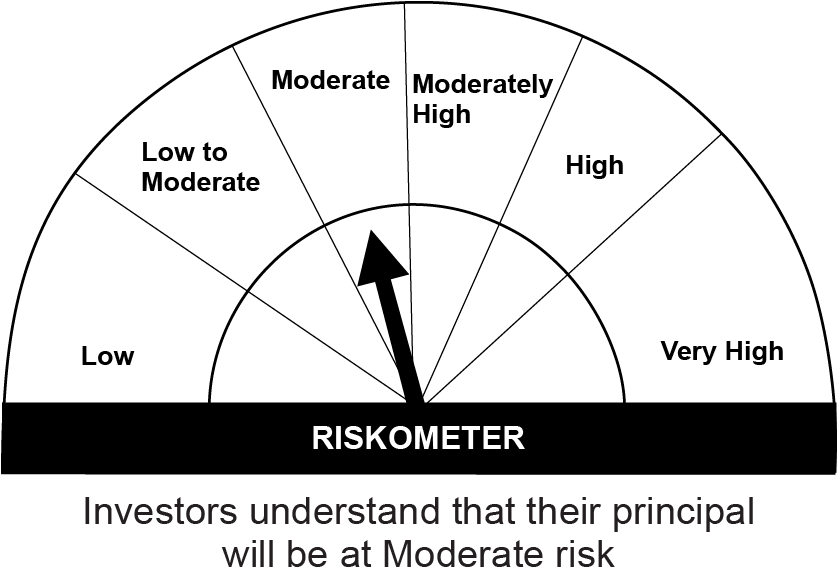 Moderate
Moderately
High
Low to
Moderate
High
Low
Very High
RISKOMETER
Investors understand that their principal
will be at Moderate risk